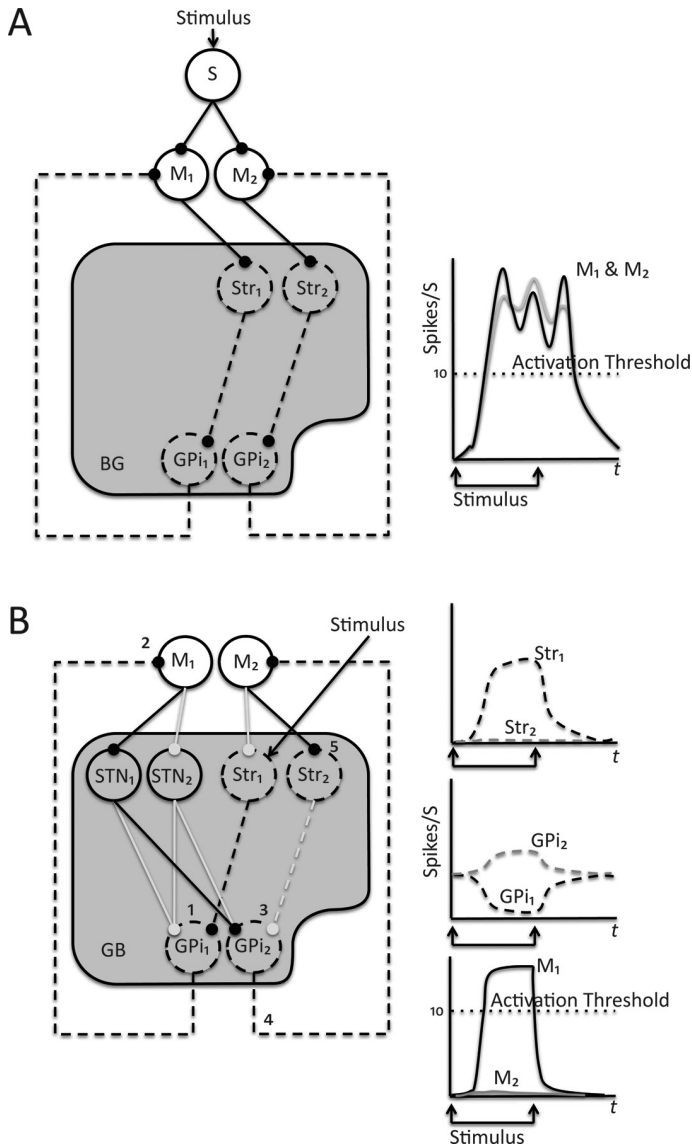 A
Stimulus
S
M₁
M₂
Str₁
Str₂
BG
GPi₁
GPi₂
Spikes/S
M₁ & M₂
Activation Threshold
10
t
Stimulus
B
Stimulus
2
M₁
M₂
STN₁
STN₂
Str₁
5
Str₂
1
3
GB
GPi₁
GPi₂
4
Str₁
Str₂
t
Spikes/S
GPi₂
GPi₁
t
M₁
Activation Threshold
10
M₂
t
Stimulus